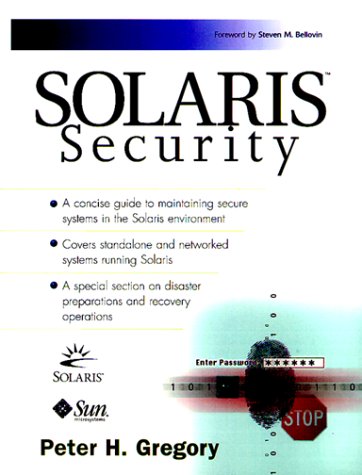 Foreword by Steven M. Bellovin
SOLARIS™
Security
• A concise guide to maintaining secure
systems in the Solaris environment
• Covers standalone and networked
systems running Solaris
• A special section on disaster
preparations and recovery
operations
Enter Password: ******
SOLARIS™
Sun
microsystems
STOP
Peter H. Gregory